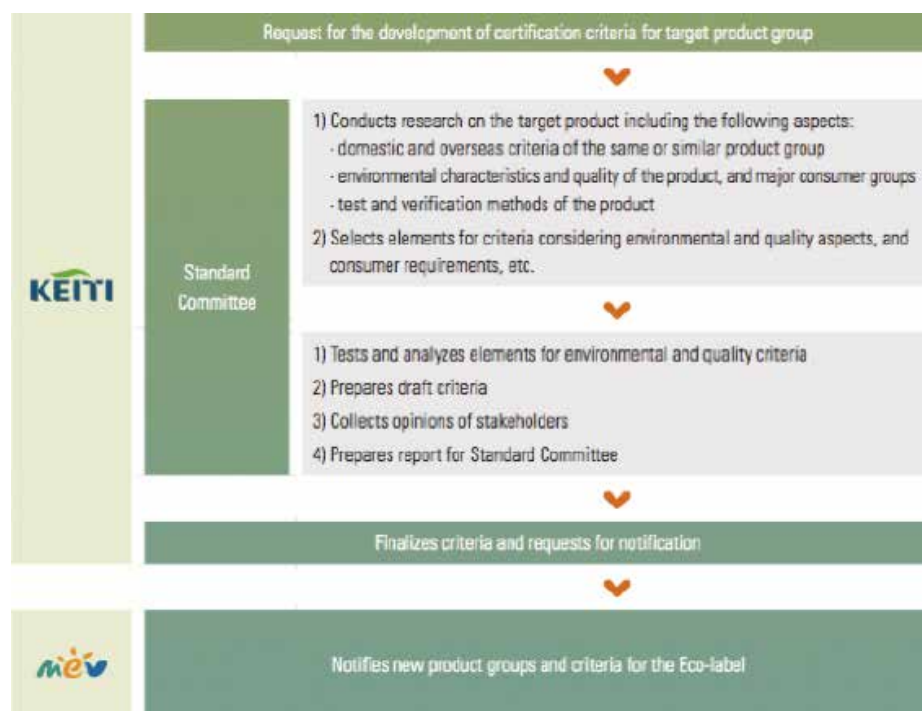 Request for the development of certification criteria for target product group
KEITI
Standard
Committee
1) Conducts research on the target product including the following aspects:
· domestic and overseas criteria of the same or similar product group
· environmental characteristics and quality of the product, and major consumer groups
· test and verification methods of the product
2) Selects elements for criteria considering environmental and quality aspects, and
consumer requirements, etc.
1) Tests and analyzes elements for environmental and quality criteria
2) Prepares draft criteria
3) Collects opinions of stakeholders
4) Prepares report for Standard Committee
Finalizes criteria and requests for notification
mev
Notifies new product groups and criteria for the Eco-label